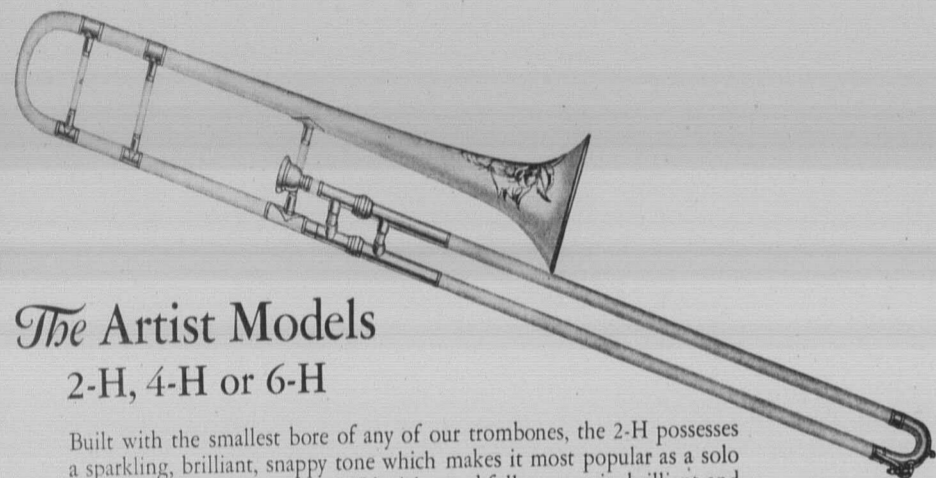 The Artist Models
2-H, 4-H or 6-H
Built with the smallest bore of any of our trombones, the 2-H possesses
a sparkling, brilliant, snappy tone which makes it most popular as a solo